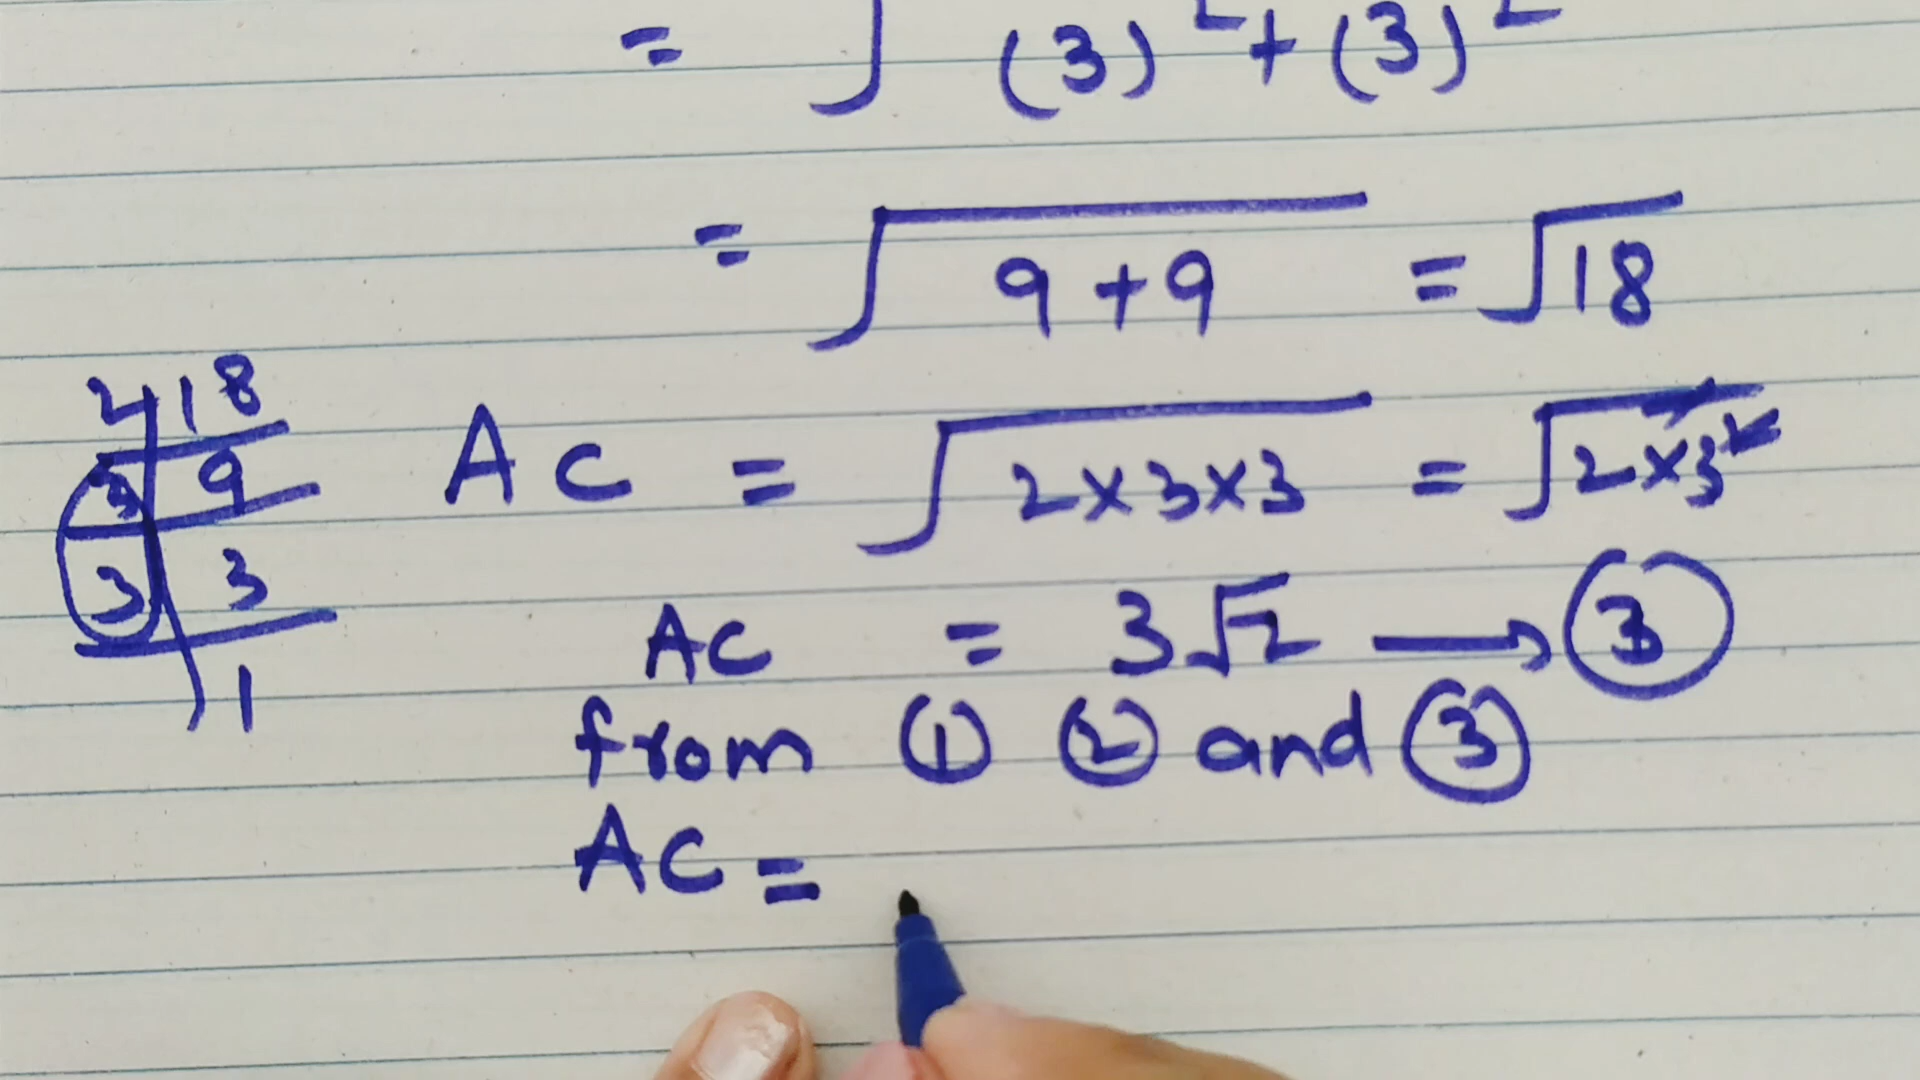 = √ (3)² + (3)²
= √9 + 9 = √18
2 | 18
3 | 9
3 | 3
1
AC = √2×3×3 = √2×3²
AC = 3√2 → ③
from ① ② and ③
AC =